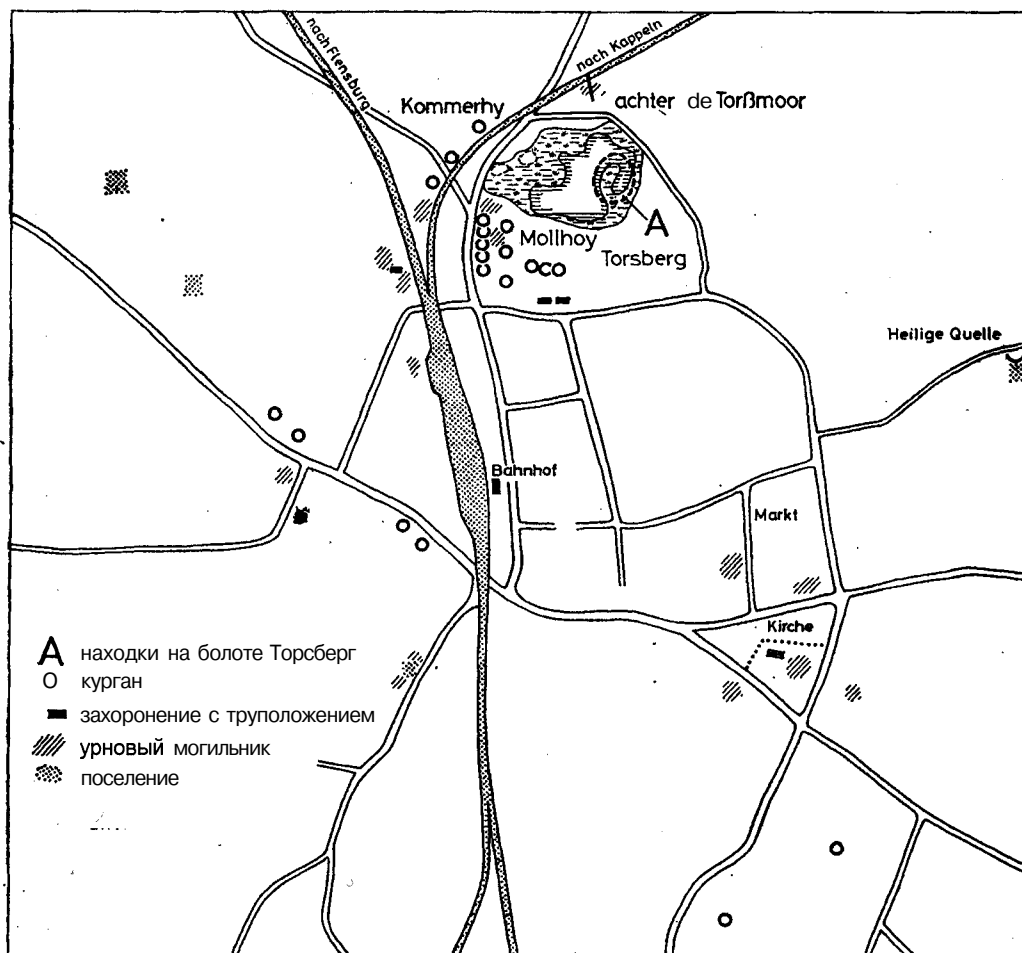 nach Flensburg
nach Kappeln
Kommerhy
achter de Torßmoor
A
Mollhoy
Torsberg
Heilige Quelle
Bahnhof
Markt
Kirche
A находки на болоте Торсберг
О курган
захоронение с труположением
урновый могильник
поселение